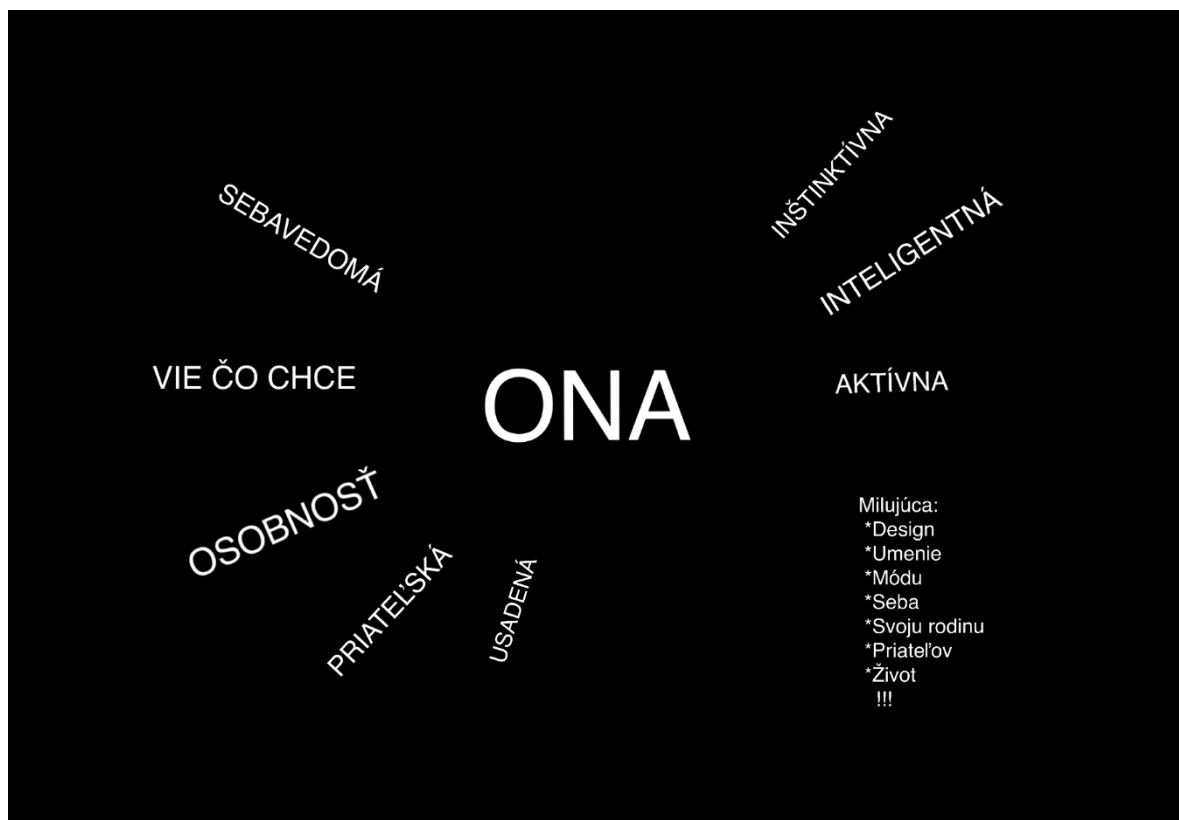 INŠTINKTÍVNA
SEBAVEDOMÁ
INTELIGENTNÁ
VIE ČO CHCE
ONA
AKTÍVNA
OSOBNOSŤ
PRIATEĽSKÁ
USADENÁ
Milujúca:
*Design
*Umenie
*Módu
*Seba
*Svoju rodinu
*Priateľov
*Život
!!!